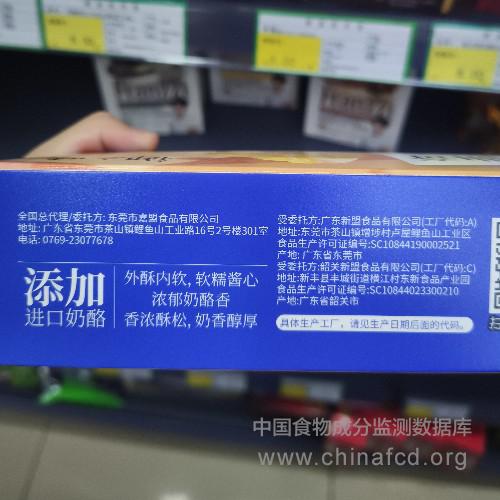 全国总代理/委托方: 东莞市嘉盟食品有限公司
地址: 广东省东莞市茶山镇鲤鱼山工业路16号2号楼301室
电话: 0769-23077678
添加
进口奶酪
外酥内软, 软糯酱心
浓郁奶酪香
香浓酥松, 奶香醇厚
受委托方:广东新盟食品有限公司(工厂代码:A)
地址:东莞市茶山镇增埗村卢屋鲤鱼山工业区
食品生产许可证编号:SC10844190002521
产地: 广东省东莞市
受委托方:韶关新盟食品有限公司(工厂代码:C)
地址:新丰县丰城街道横江村东新食品产业园
食品生产许可证编号:SC10844023300210
产地:广东省韶关市
具体生产工厂, 请见生产日期后面的代码。
中国食物成分监测数据库
www.chinafcd.org